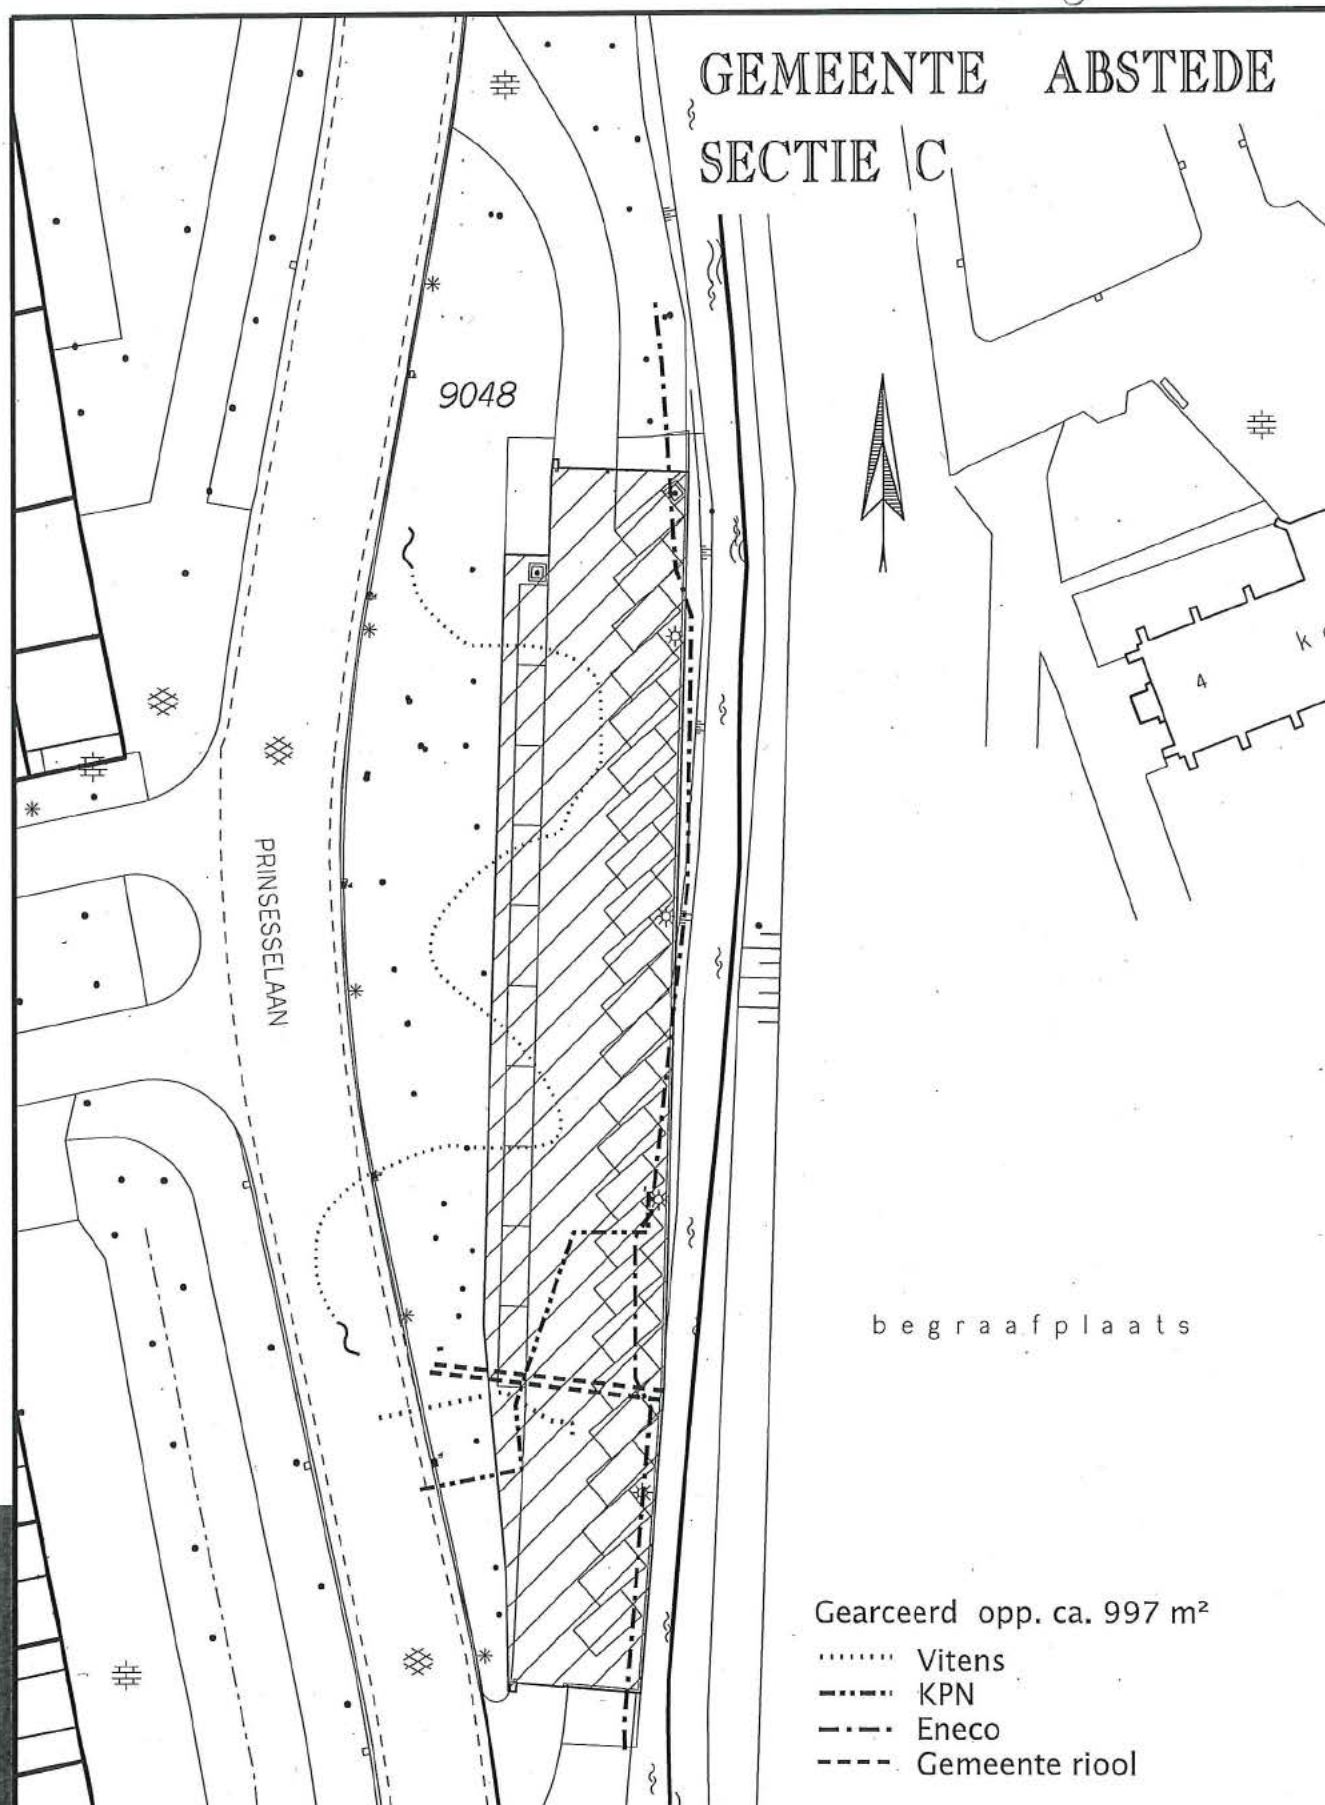 GEMEENTE ABSTEDE
SECTIE C
9048
4
PRINSESSELAAN
begraafplaats
Gearceerd opp. ca. 997 m²
Vitens
KPN
Eneco
Gemeente riool